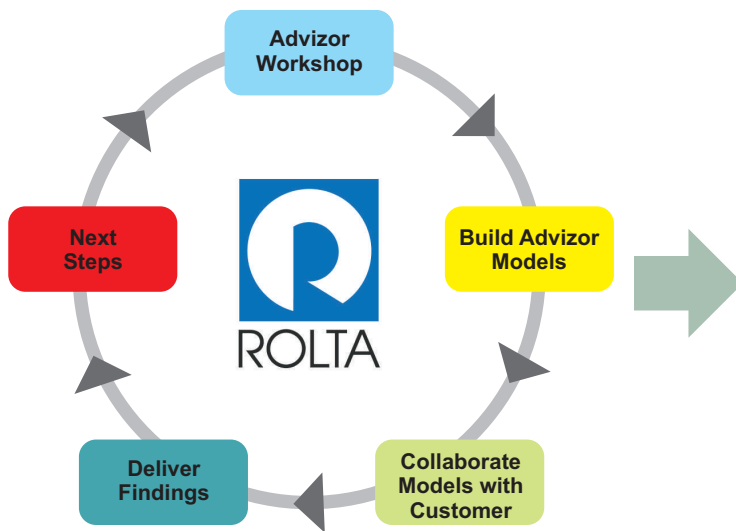 Advizor
Workshop
Next
Steps
Build Advizor
Models
ROLTA
Deliver
Findings
Collaborate
Models with
Customer